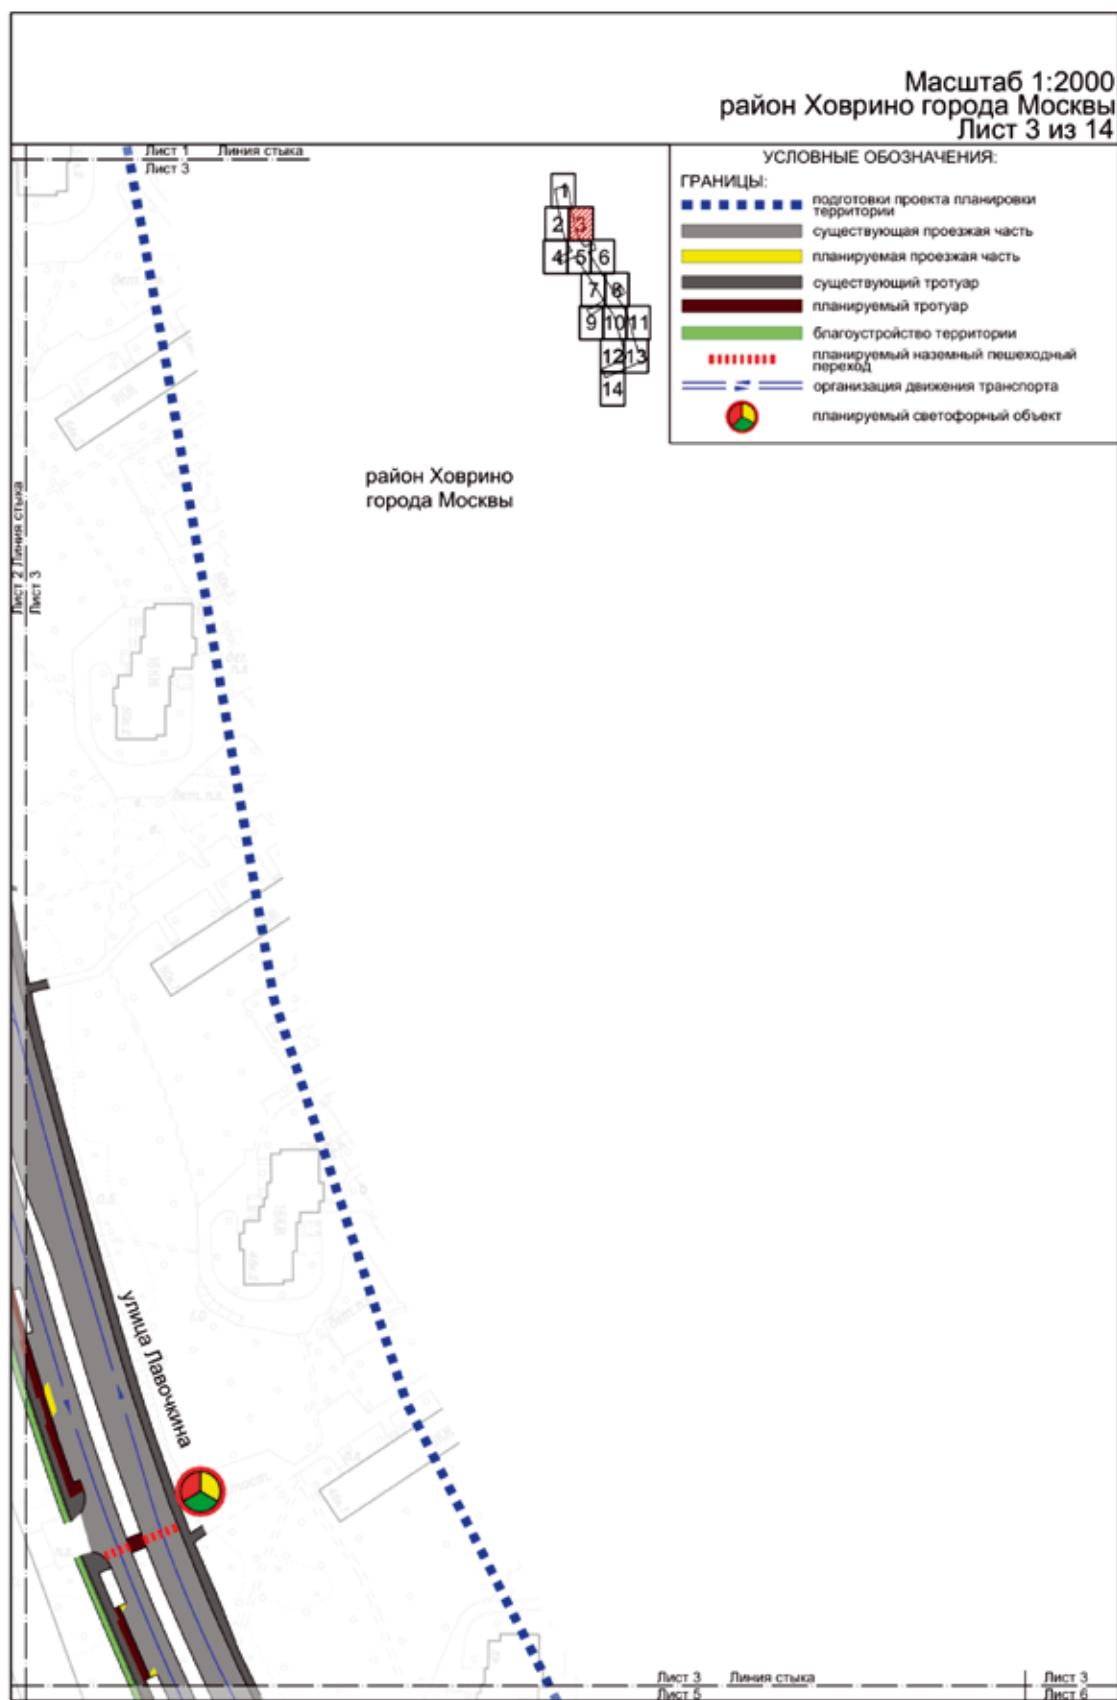 Масштаб 1:2000
район Ховрино города Москвы
Лист 3 из 14
Лист 1 Линия стыка
Лист 3
УСЛОВНЫЕ ОБОЗНАЧЕНИЯ:
ГРАНИЦЫ:
подготовки проекта планировки
территории
существующая проезжая часть
планируемая проезжая часть
существующий тротуар
планируемый тротуар
благоустройство территории
планируемый наземный пешеходный
переход
организация движения транспорта
планируемый светофорный объект
1
2 3
4 5 6
7 8
9 10 11
12 13
14
район Ховрино
города Москвы
Лист 2 Линия стыка
Лист 3
улица Лавочкина
Лист 3 Линия стыка
Лист 5
Лист 3
Лист 6